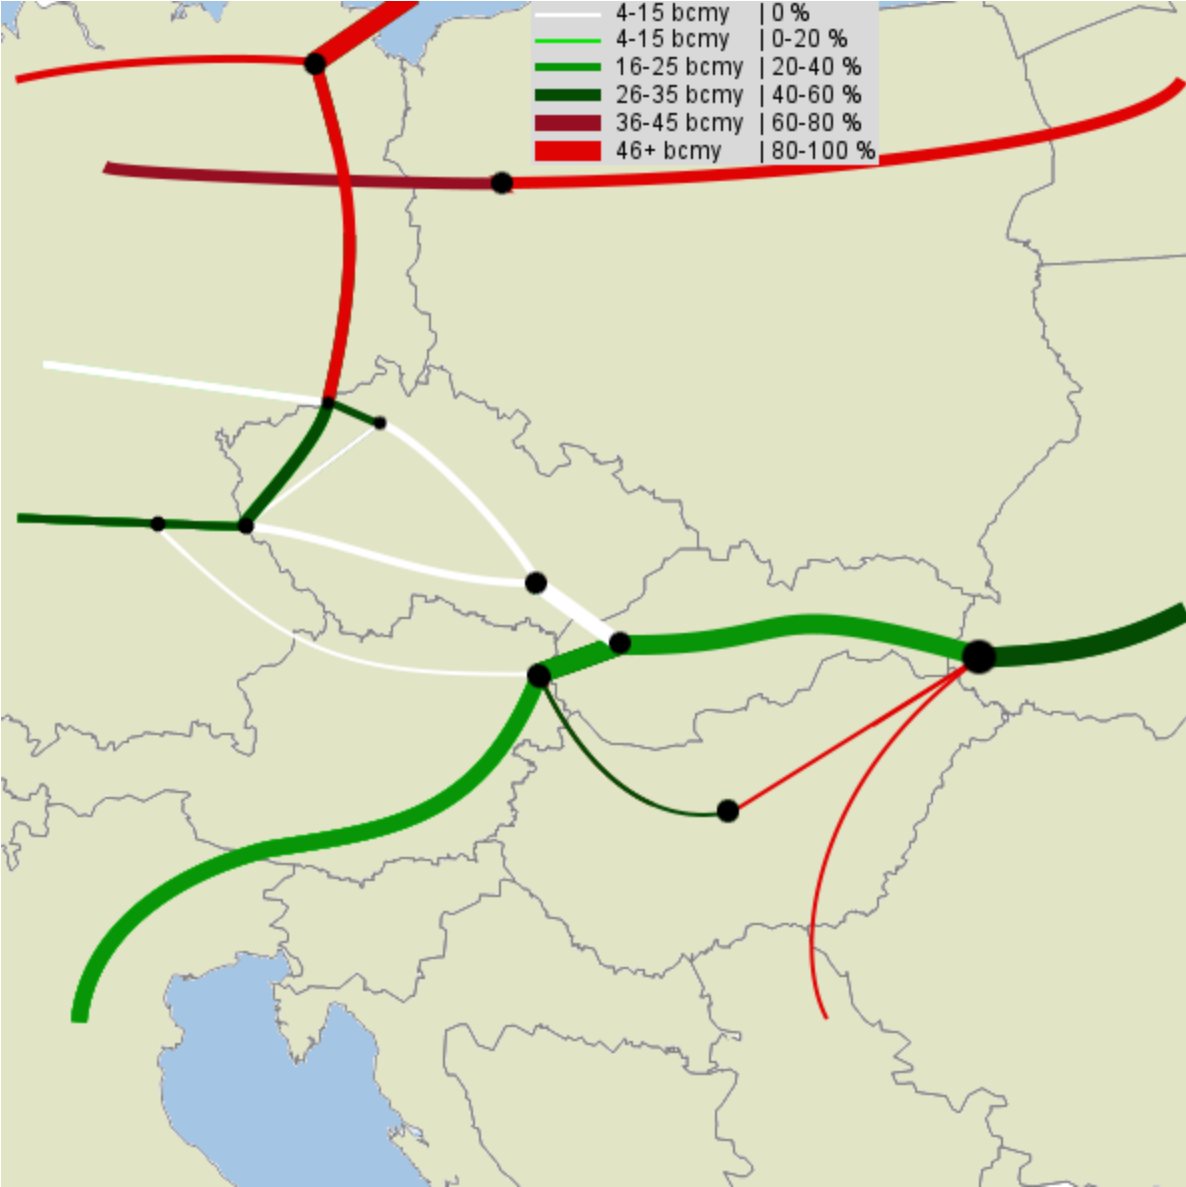 4-15 bcmy | 0 %
4-15 bcmy | 0-20 %
16-25 bcmy | 20-40 %
26-35 bcmy | 40-60 %
36-45 bcmy | 60-80 %
46+ bcmy | 80-100 %